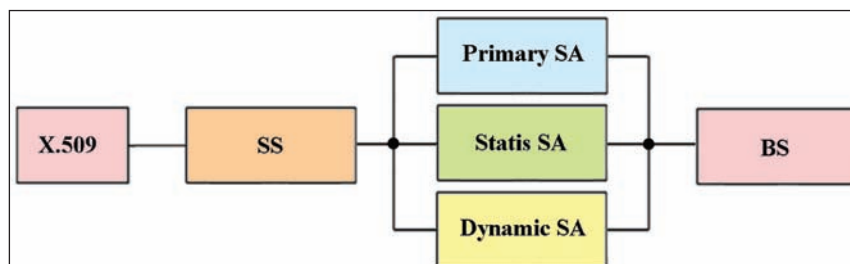 Primary SA
X.509
SS
Statis SA
BS
Dynamic SA